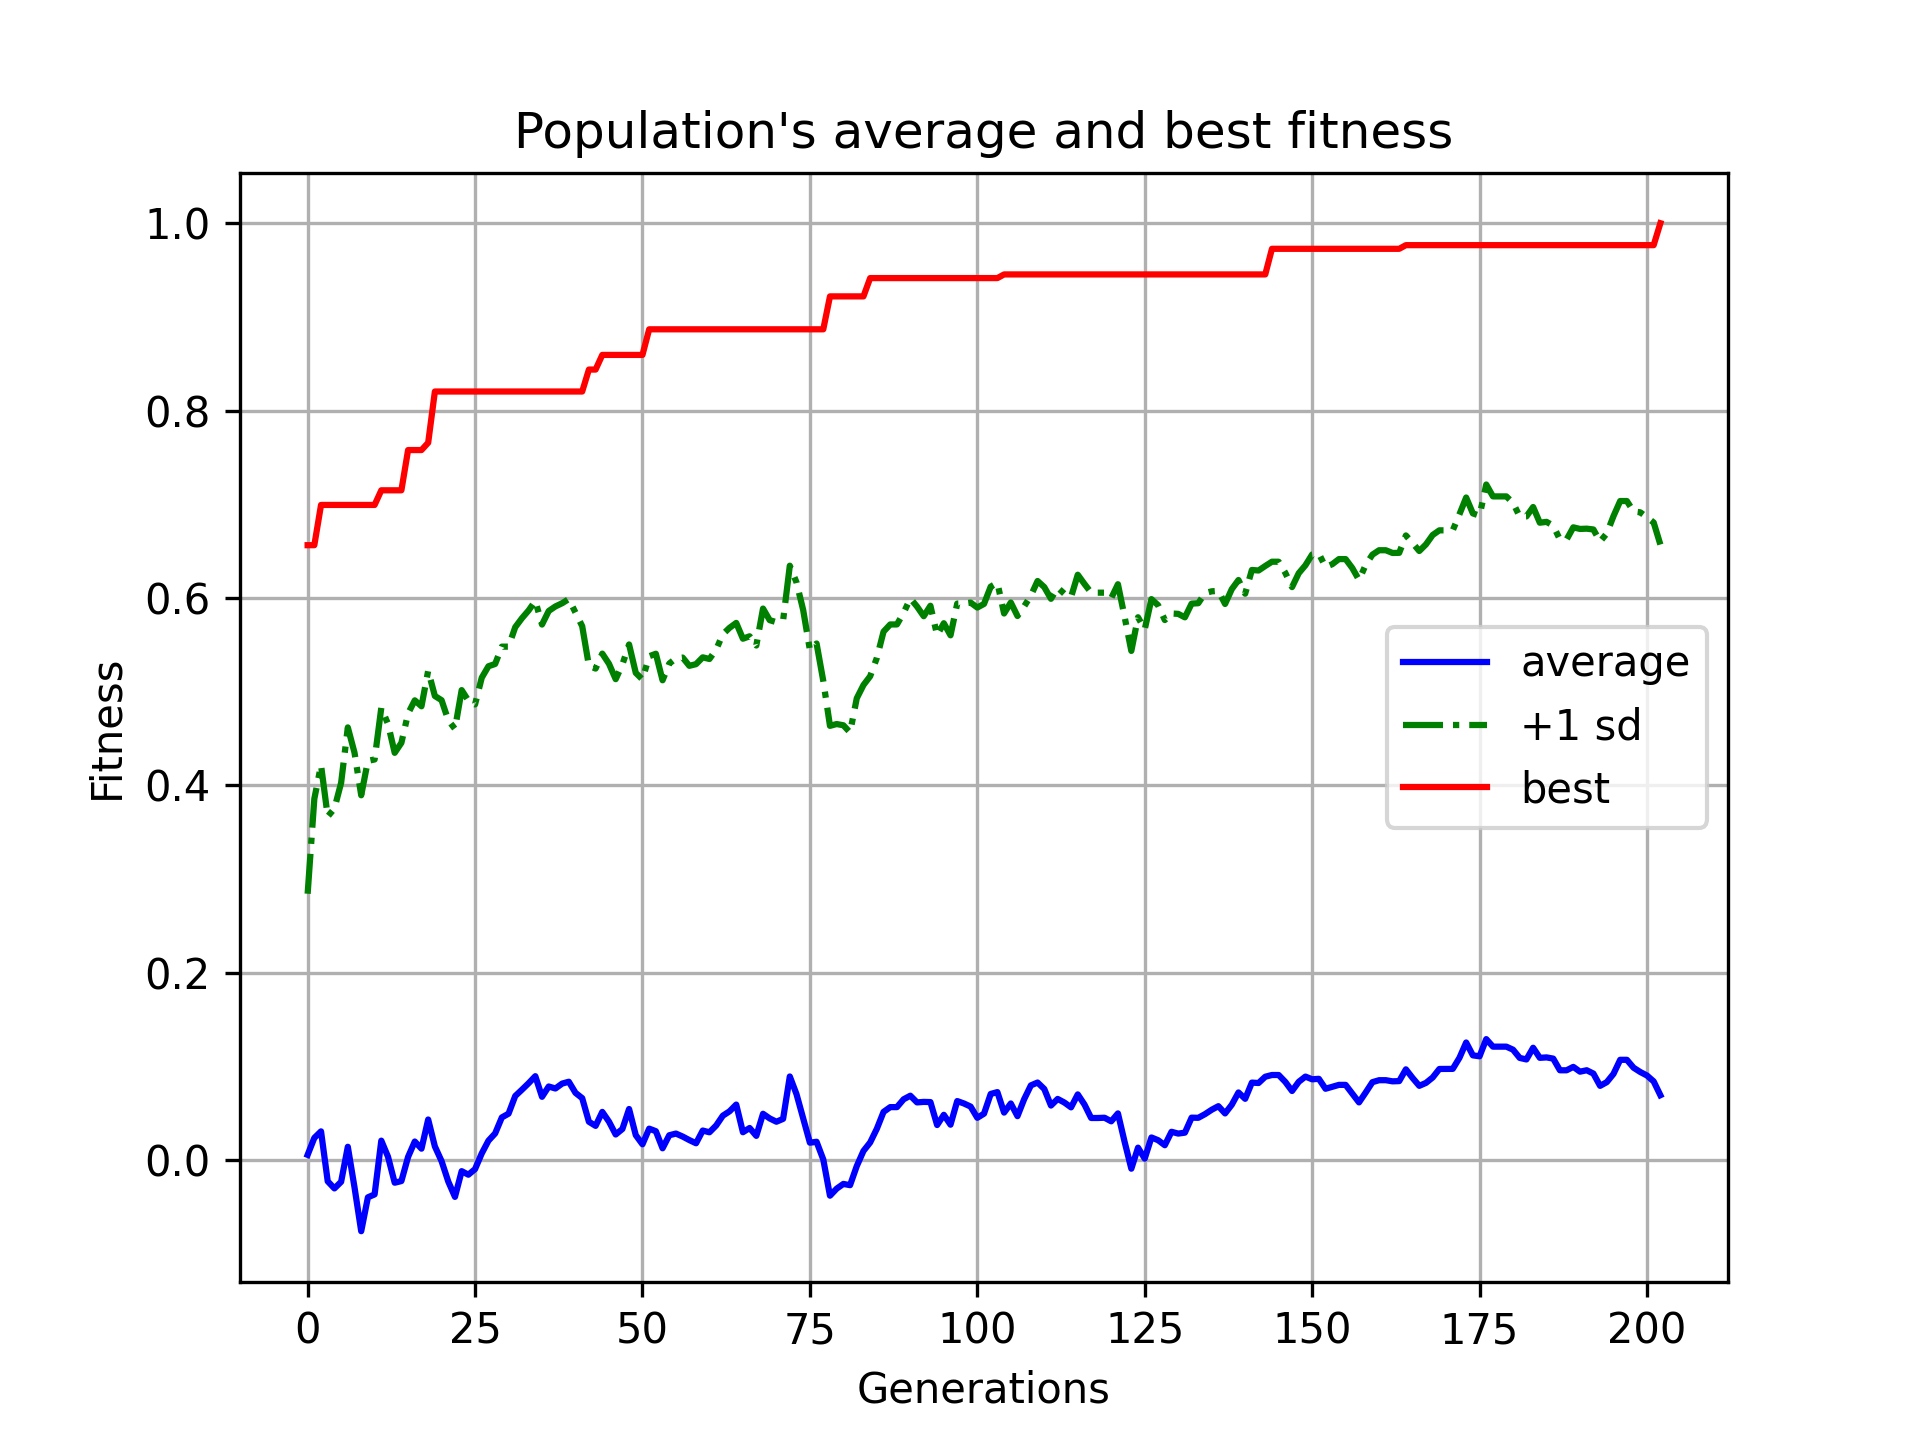 Population's average and best fitness
1.0
0.8
0.6
0.4
0.2
0.0
Fitness
average
+1 sd
best
0 25 50 75 100 125 150 175 200
Generations